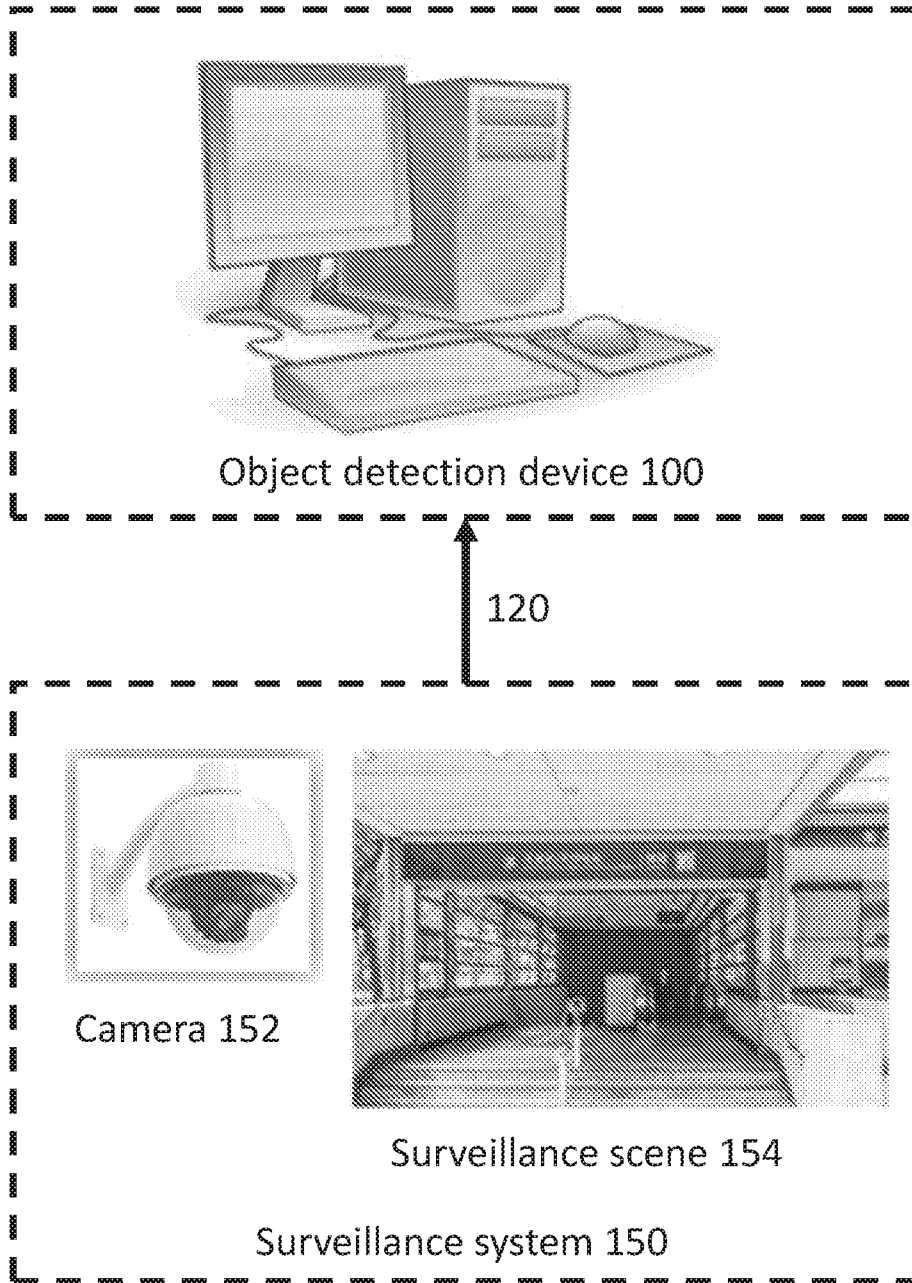 Object detection device 100
120
Camera 152
Surveillance scene 154
Surveillance system 150